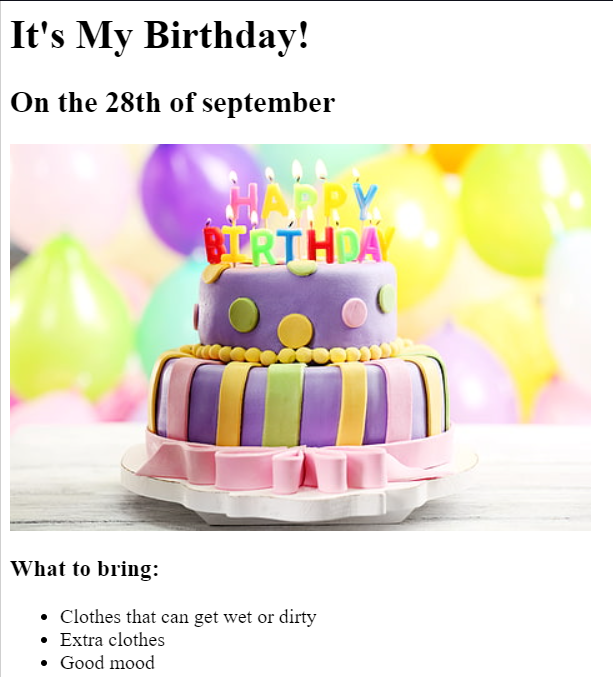 It's My Birthday!
On the 28th of september
HAPPY
BIRTHDAY
What to bring:
Clothes that can get wet or dirty
Extra clothes
Good mood